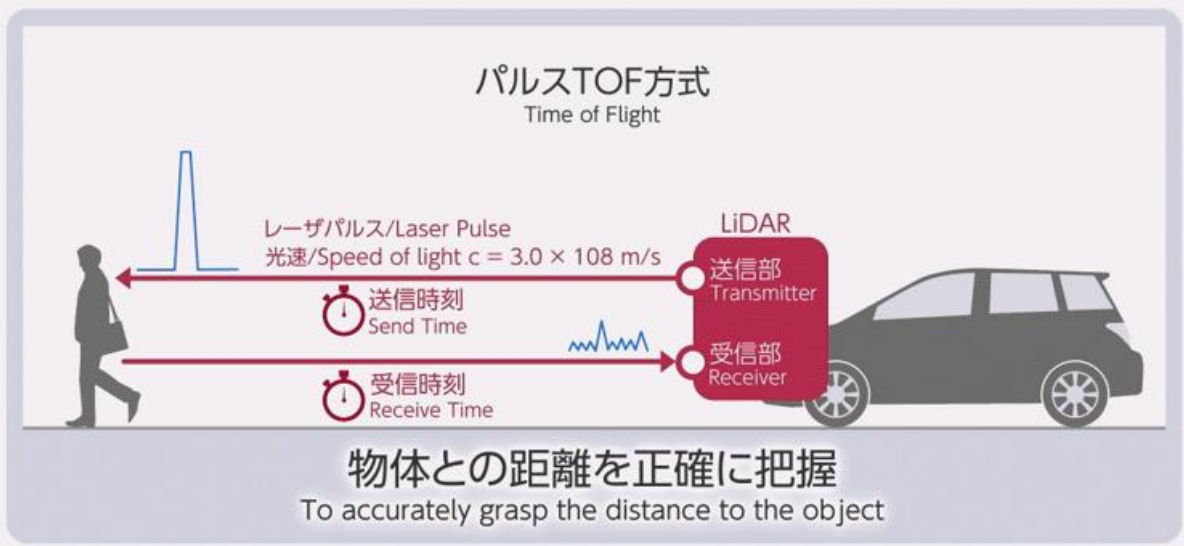 パルスTOF方式
Time of Flight
レーザパルス/Laser Pulse
光速/Speed of light c = 3.0 × 108 m/s
送信時刻
Send Time
受信時刻
Receive Time
LiDAR
送信部
Transmitter
受信部
Receiver
物体との距離を正確に把握
To accurately grasp the distance to the object